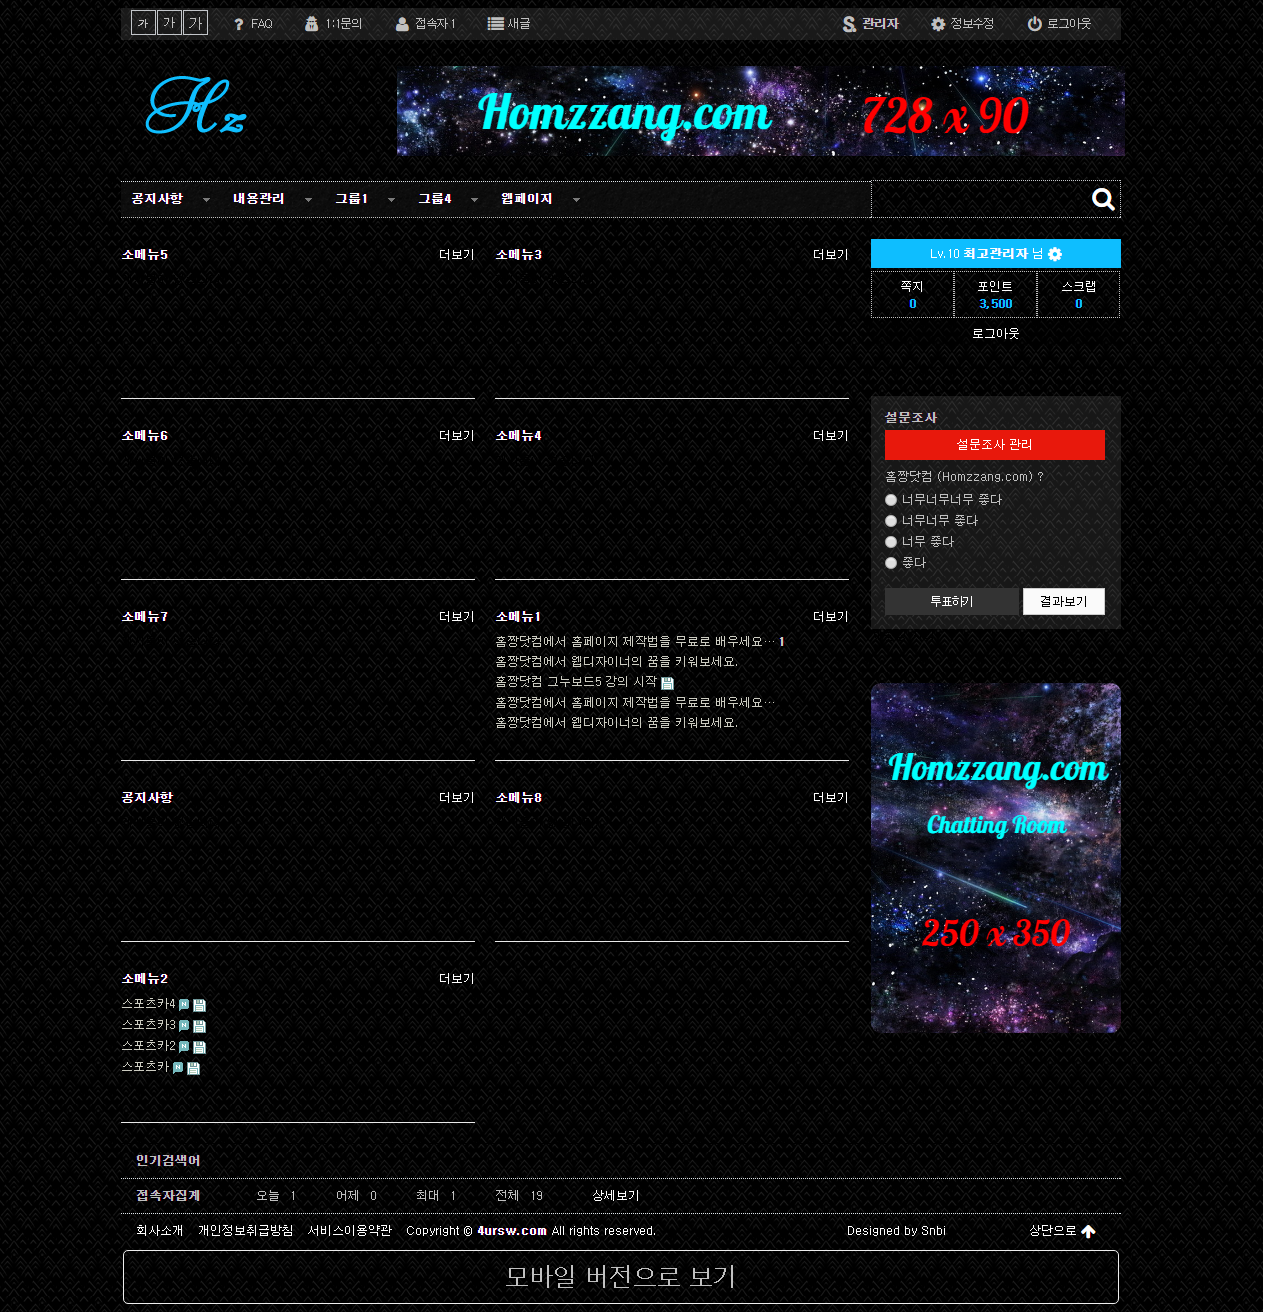 가 가 가 FAQ 1:1문의 접속자 1 새글 관리자 정보수정 로그아웃
Hz
Homzzang.com 728 x 90
공지사항 내용관리 그룹1 그룹4 웹페이지
소메뉴5 더보기 소메뉴3 더보기
Lv.10 최고관리자 님
쪽지 포인트 스크랩
0 3,500 0
로그아웃
소메뉴6 더보기 소메뉴4 더보기
설문조사
설문조사 관리
홈짱닷컴 (Homzzang.com) ?
너무너무너무 좋다
너무너무 좋다
너무 좋다
좋다
투표하기 결과보기
소메뉴7 더보기 소메뉴1 더보기
홈짱닷컴에서 홈페이지 제작법을 무료로 배우세요… 1
홈짱닷컴에서 웹디자이너의 꿈을 키워보세요.
홈짱닷컴 그누보드5 강의 시작
홈짱닷컴에서 홈페이지 제작법을 무료로 배우세요…
홈짱닷컴에서 웹디자이너의 꿈을 키워보세요.
Homzzang.com
Chatting Room
250 x 350
공지사항 더보기 소메뉴8 더보기
소메뉴2 더보기
스포츠카4
스포츠카3
스포츠카2
스포츠카
인기검색어
접속자집계 오늘 1 어제 0 최대 1 전체 19 상세보기
회사소개 개인정보취급방침 서비스이용약관 Copyright © 4ursw.com All rights reserved. Designed by Snbi 상단으로
모바일 버전으로 보기